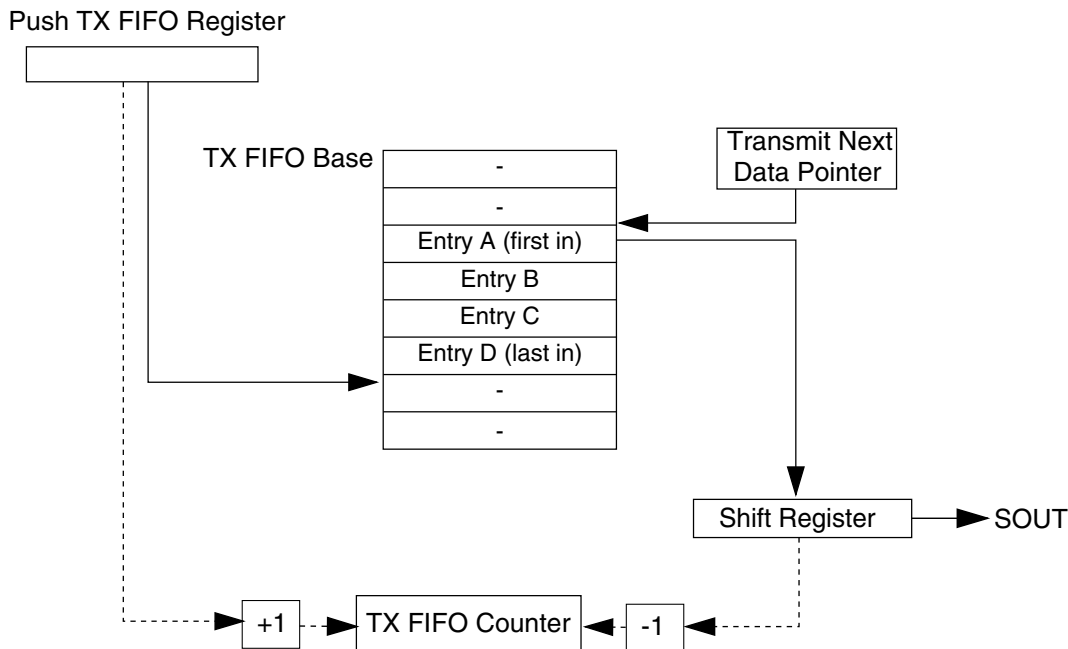 Push TX FIFO Register
TX FIFO Base
Transmit Next
Data Pointer
-
-
Entry A (first in)
Entry B
Entry C
Entry D (last in)
-
-
Shift Register
SOUT
+1
TX FIFO Counter
-1